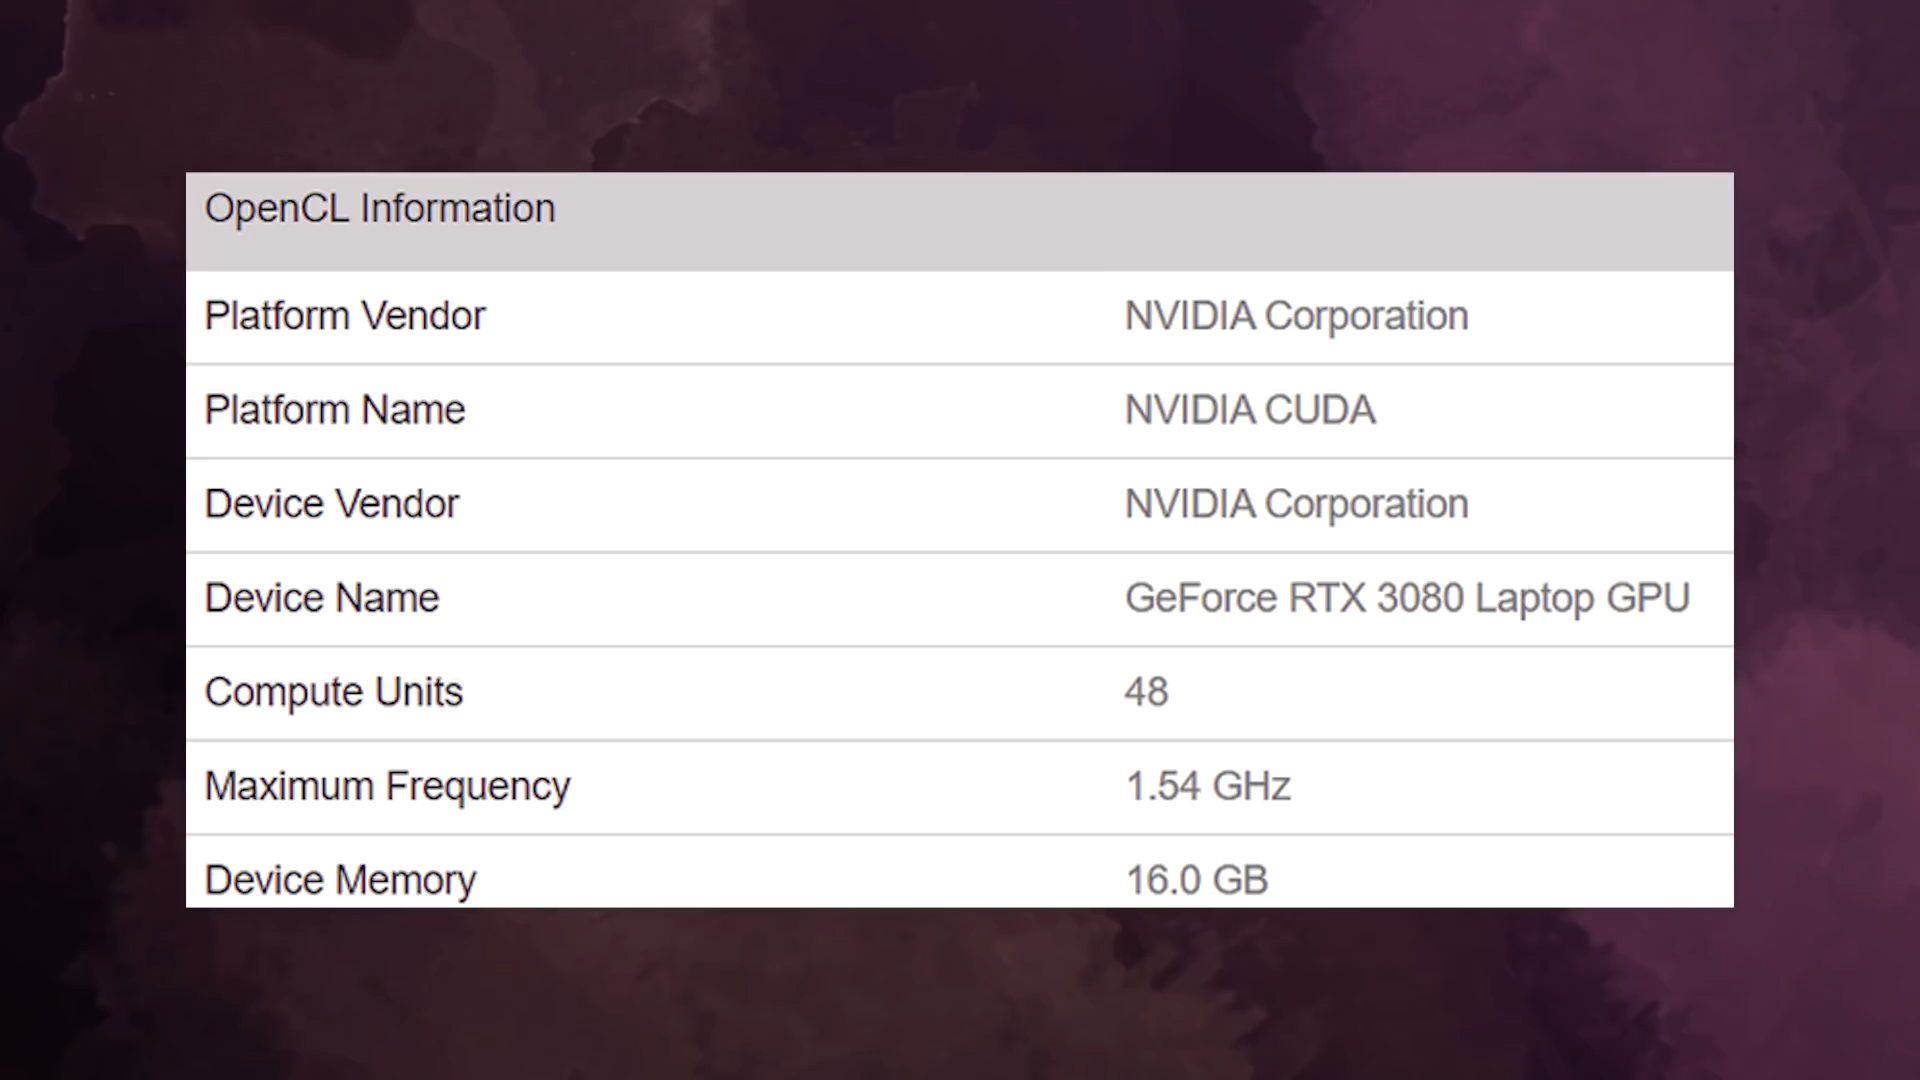 OpenCL Information
Platform Vendor NVIDIA Corporation
Platform Name NVIDIA CUDA
Device Vendor NVIDIA Corporation
Device Name GeForce RTX 3080 Laptop GPU
Compute Units 48
Maximum Frequency 1.54 GHz
Device Memory 16.0 GB